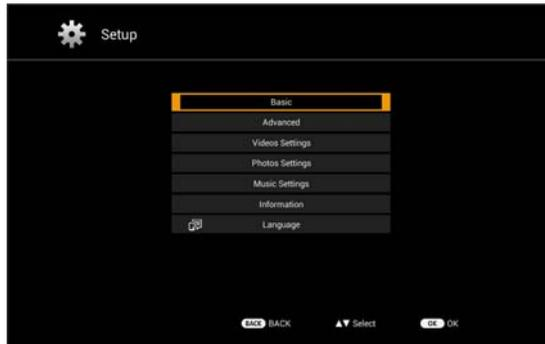 Setup
Basic
Advanced
Videos Settings
Photos Settings
Music Settings
Information
Language
BACK BACK ▲▼ Select OK OK